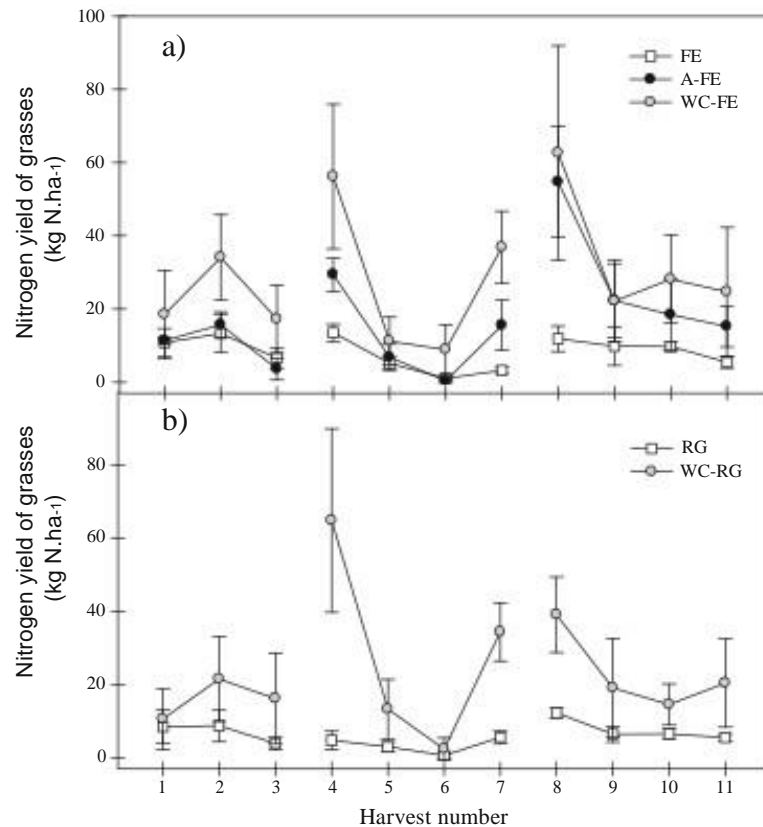 a)
Nitrogen yield of grasses
(kg N.ha-1)
100
80
60
40
20
0
FE
A-FE
WC-FE
b)
Nitrogen yield of grasses
(kg N.ha-1)
80
60
40
20
0
RG
WC-RG
1 2 3 4 5 6 7 8 9 10 11
Harvest number